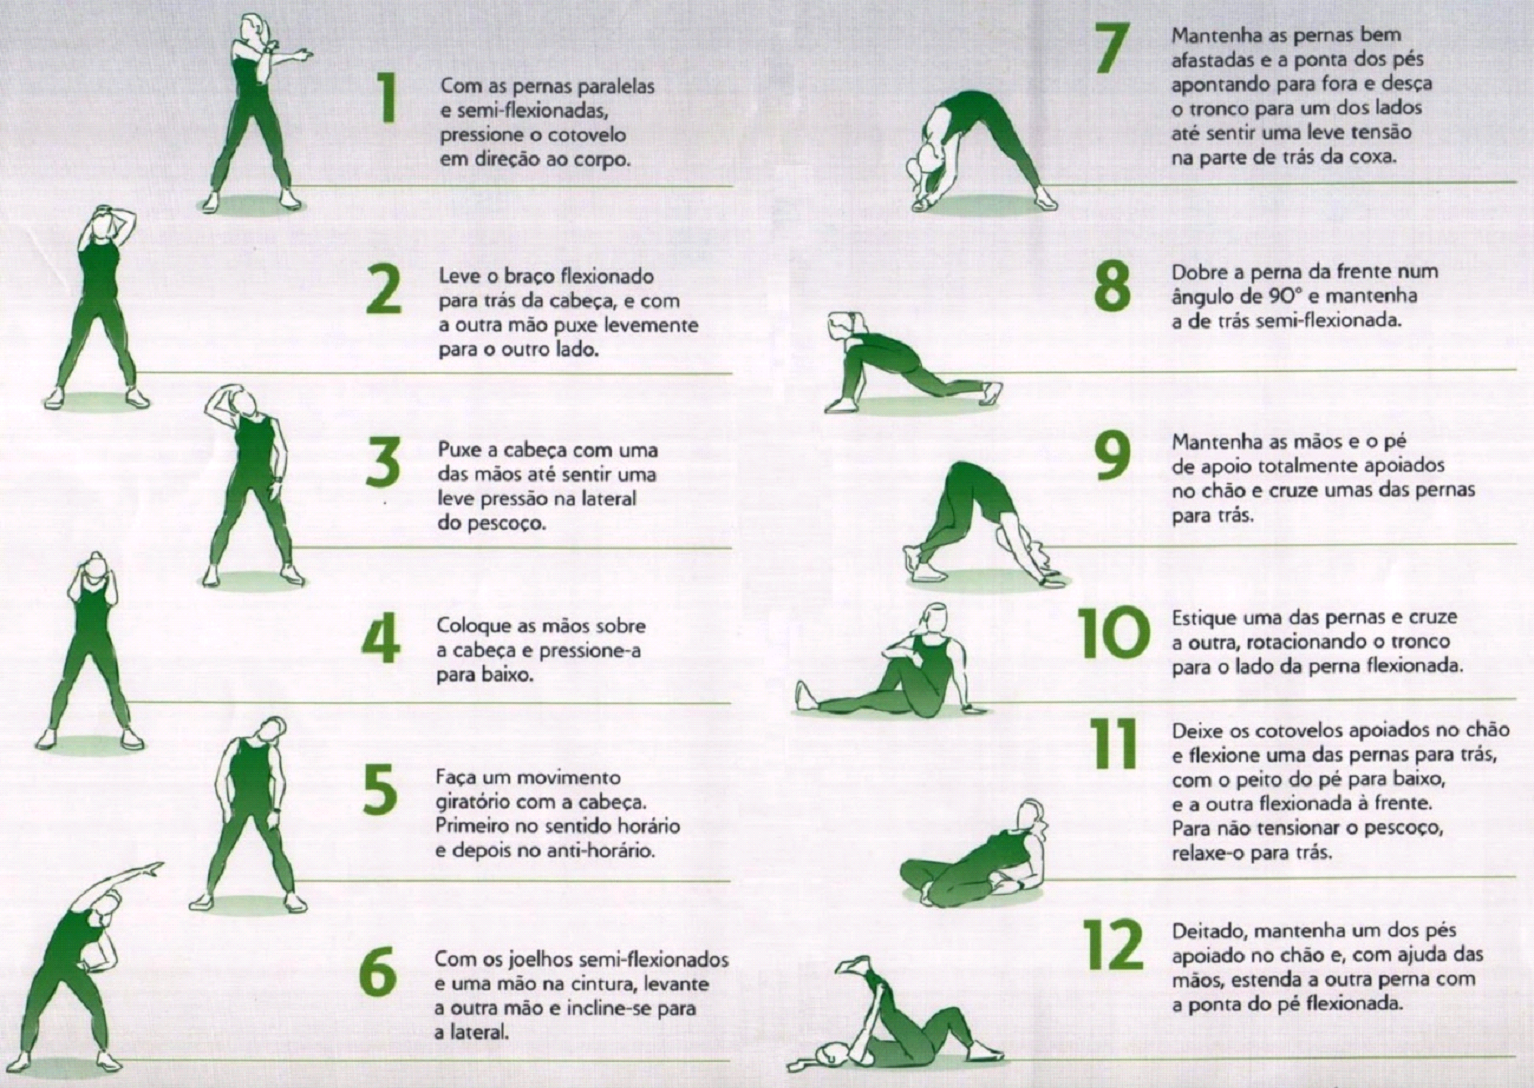 1
Com as pernas paralelas
e semi-flexionadas,
pressione o cotovelo
em direção ao corpo.
2
Leve o braço flexionado
para trás da cabeça, e com
a outra mão puxe levemente
para o outro lado.
3
Puxe a cabeça com uma
das mãos até sentir uma
leve pressão na lateral
do pescoço.
4
Coloque as mãos sobre
a cabeça e pressione-a
para baixo.
5
Faça um movimento
giratório com a cabeça.
Primeiro no sentido horário
e depois no anti-horário.
6
Com os joelhos semi-flexionados
e uma mão na cintura, levante
a outra mão e incline-se para
a lateral.
7
Mantenha as pernas bem
afastadas e a ponta dos pés
apontando para fora e desça
o tronco para um dos lados
até sentir uma leve tensão
na parte de trás da coxa.
8
Dobre a perna da frente num
ângulo de 90° e mantenha
a de trás semi-flexionada.
9
Mantenha as mãos e o pé
de apoio totalmente apoiados
no chão e cruze umas das pernas
para trás.
10
Estique uma das pernas e cruze
a outra, rotacionando o tronco
para o lado da perna flexionada.
11
Deixe os cotovelos apoiados no chão
e flexione uma das pernas para trás,
com o peito do pé para baixo,
e a outra flexionada à frente.
Para não tensionar o pescoço,
relaxe-o para trás.
12
Deitado, mantenha um dos pés
apoiado no chão e, com ajuda das
mãos, estenda a outra perna com
a ponta do pé flexionada.